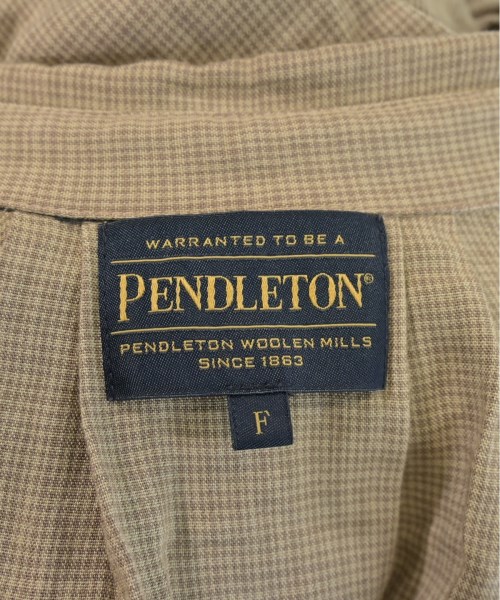 WARRANTED TO BE A
PENDLETON®
PENDLETON WOOLEN MILLS
SINCE 1863
F